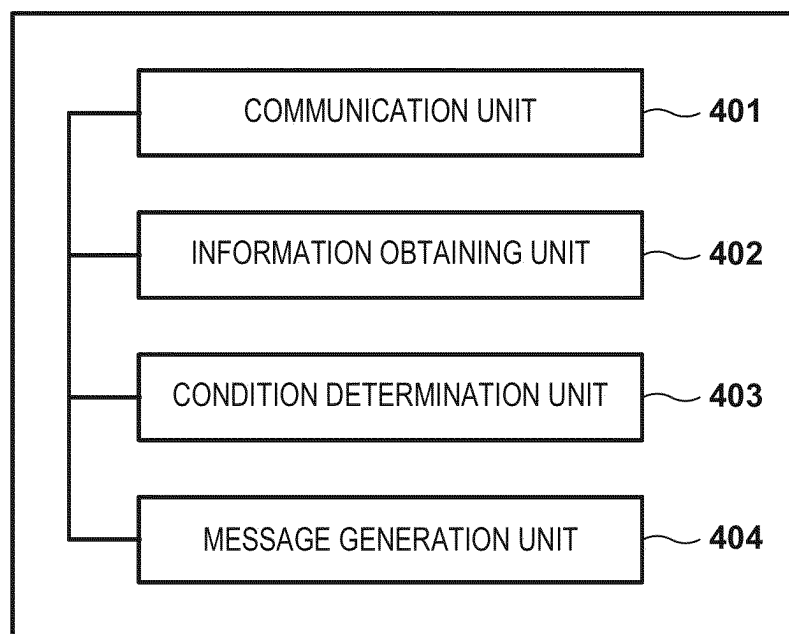 COMMUNICATION UNIT 401
INFORMATION OBTAINING UNIT 402
CONDITION DETERMINATION UNIT 403
MESSAGE GENERATION UNIT 404